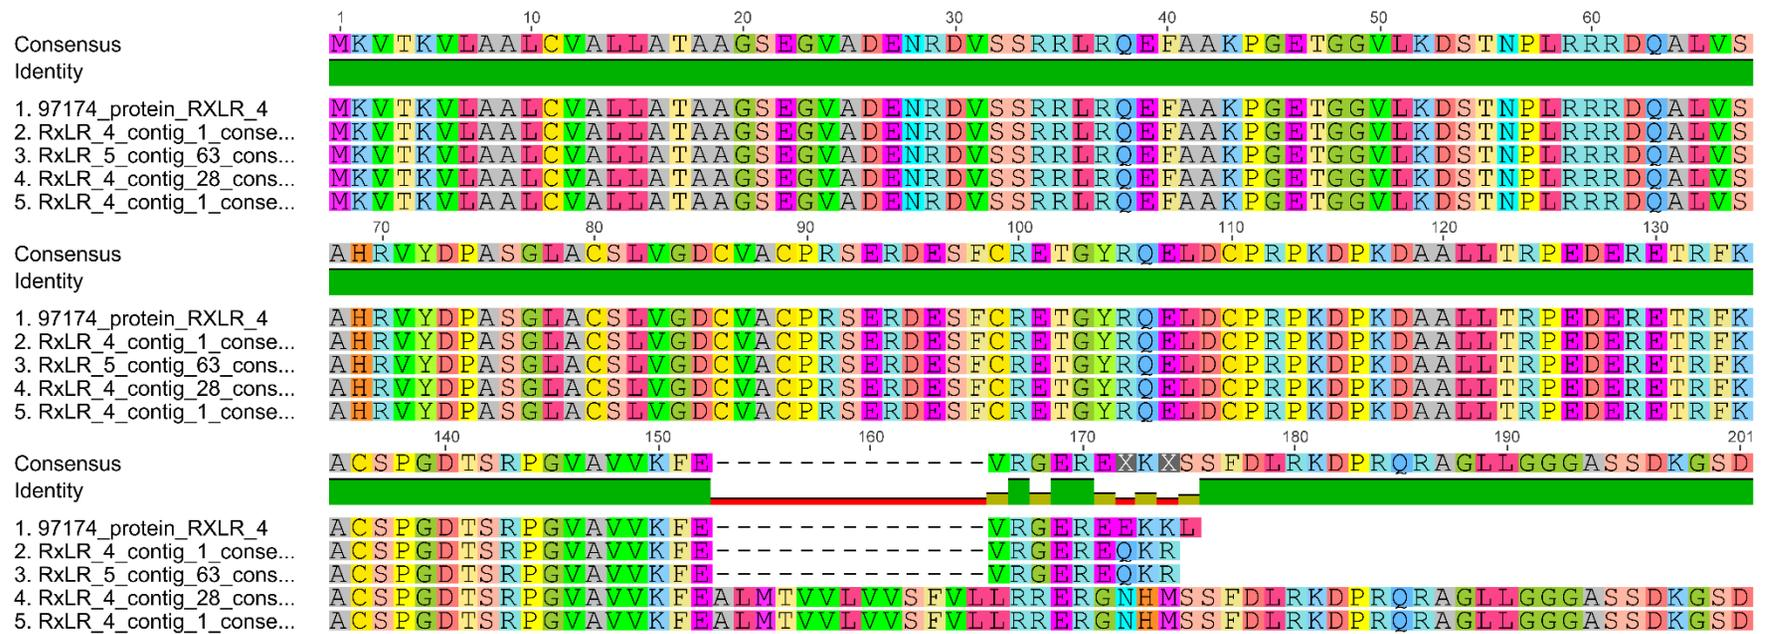 1 10 20 30 40 50 60
Consensus MKVTKVLAALCVALLATAAGSEGVADENRDVSSRRLRQEFAAKPGETGGVLKDSTNPLRRRDQALVS
Identity
1. 97174_protein_RXLR_4 MKVTKVLAALCVALLATAAGSEGVADENRDVSSRRLRQEFAAKPGETGGVLKDSTNPLRRRDQALVS
2. RxLR_4_contig_1_conse... MKVTKVLAALCVALLATAAGSEGVADENRDVSSRRLRQEFAAKPGETGGVLKDSTNPLRRRDQALVS
3. RxLR_5_contig_63_cons... MKVTKVLAALCVALLATAAGSEGVADENRDVSSRRLRQEFAAKPGETGGVLKDSTNPLRRRDQALVS
4. RxLR_4_contig_28_cons... MKVTKVLAALCVALLATAAGSEGVADENRDVSSRRLRQEFAAKPGETGGVLKDSTNPLRRRDQALVS
5. RxLR_4_contig_1_conse... MKVTKVLAALCVALLATAAGSEGVADENRDVSSRRLRQEFAAKPGETGGVLKDSTNPLRRRDQALVS
70 80 90 100 110 120 130
Consensus AHRVYDPASGLACSLVGDCVACPRSERDESFCRETGYRQELDCPRPKDPKDAALLTRPEDERETRFK
Identity
1. 97174_protein_RXLR_4 AHRVYDPASGLACSLVGDCVACPRSERDESFCRETGYRQELDCPRPKDPKDAALLTRPEDERETRFK
2. RxLR_4_contig_1_conse... AHRVYDPASGLACSLVGDCVACPRSERDESFCRETGYRQELDCPRPKDPKDAALLTRPEDERETRFK
3. RxLR_5_contig_63_cons... AHRVYDPASGLACSLVGDCVACPRSERDESFCRETGYRQELDCPRPKDPKDAALLTRPEDERETRFK
4. RxLR_4_contig_28_cons... AHRVYDPASGLACSLVGDCVACPRSERDESFCRETGYRQELDCPRPKDPKDAALLTRPEDERETRFK
5. RxLR_4_contig_1_conse... AHRVYDPASGLACSLVGDCVACPRSERDESFCRETGYRQELDCPRPKDPKDAALLTRPEDERETRFK
140 150 160 170 180 190 201
Consensus ACSPGDTSRPGVAVVKFE-------------VRGEREXKXSSFDLRKDPRQRAGLLGGGASSDKGSD
Identity
1. 97174_protein_RXLR_4 ACSPGDTSRPGVAVVKFE-------------VRGEREEKKL
2. RxLR_4_contig_1_conse... ACSPGDTSRPGVAVVKFE-------------VRGEREQKR
3. RxLR_5_contig_63_cons... ACSPGDTSRPGVAVVKFE-------------VRGEREQKR
4. RxLR_4_contig_28_cons... ACSPGDTSRPGVAVVKFEALMTVVLVVSFVLLRRERGNHMSSFDLRKDPRQRAGLLGGGASSDKGSD
5. RxLR_4_contig_1_conse... ACSPGDTSRPGVAVVKFEALMTVVLVVSFVLLRRERGNHMSSFDLRKDPRQRAGLLGGGASSDKGSD